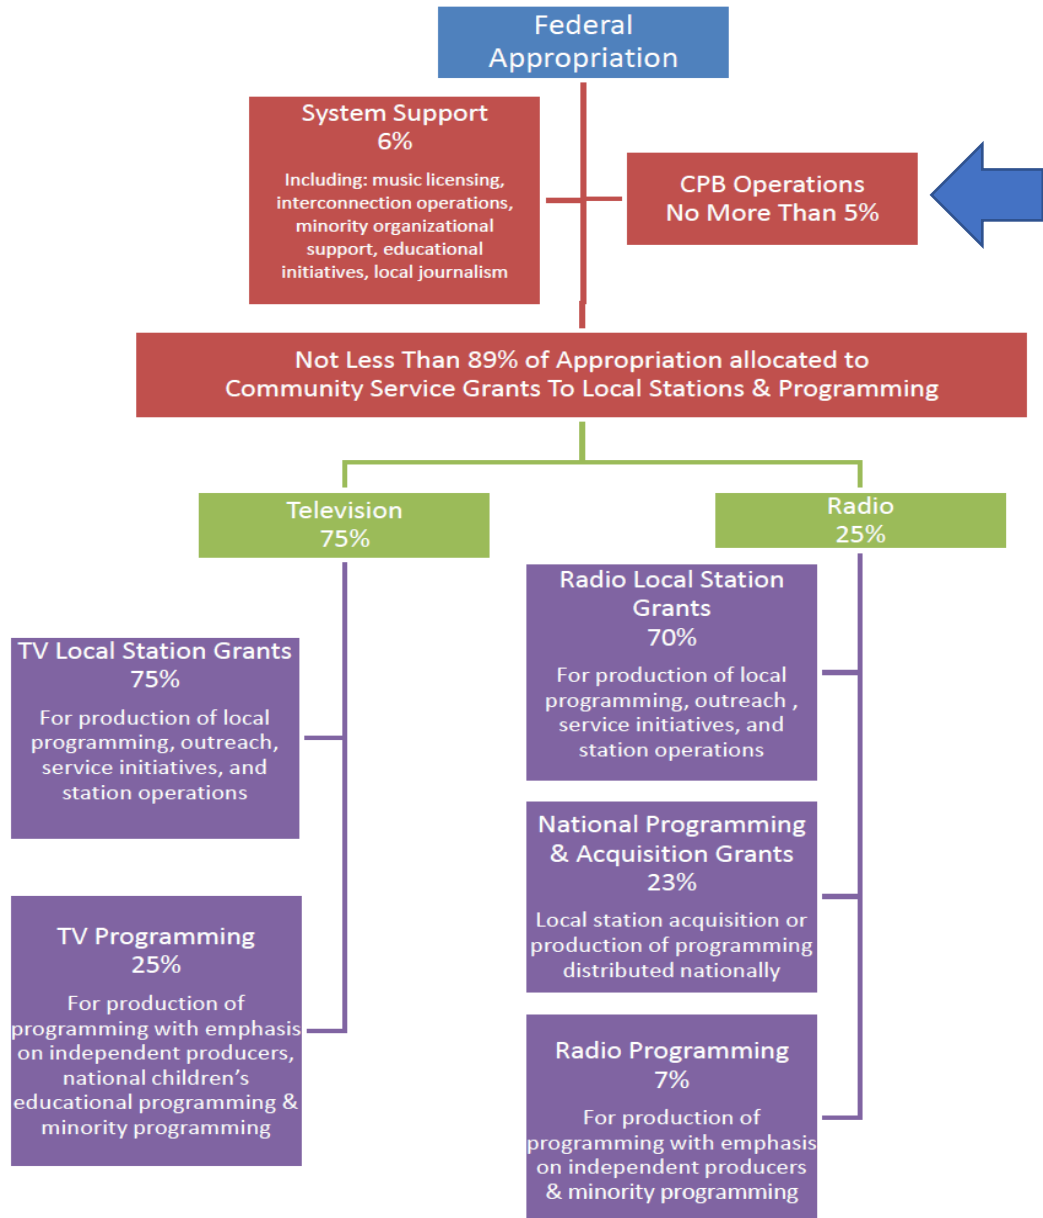 Federal
Appropriation
System Support
6%
Including: music licensing,
interconnection operations,
minority organizational
support, educational
initiatives, local journalism
CPB Operations
No More Than 5%
Not Less Than 89% of Appropriation allocated to
Community Service Grants To Local Stations & Programming
Television
75%
Radio
25%
TV Local Station Grants
75%
For production of local
programming, outreach,
service initiatives, and
station operations
TV Programming
25%
For production of
programming with emphasis
on independent producers,
national children’s
educational programming &
minority programming
Radio Local Station
Grants
70%
For production of local
programming, outreach ,
service initiatives, and
station operations
National Programming
& Acquisition Grants
23%
Local station acquisition or
production of programming
distributed nationally
Radio Programming
7%
For production of
programming with emphasis
on independent producers
& minority programming